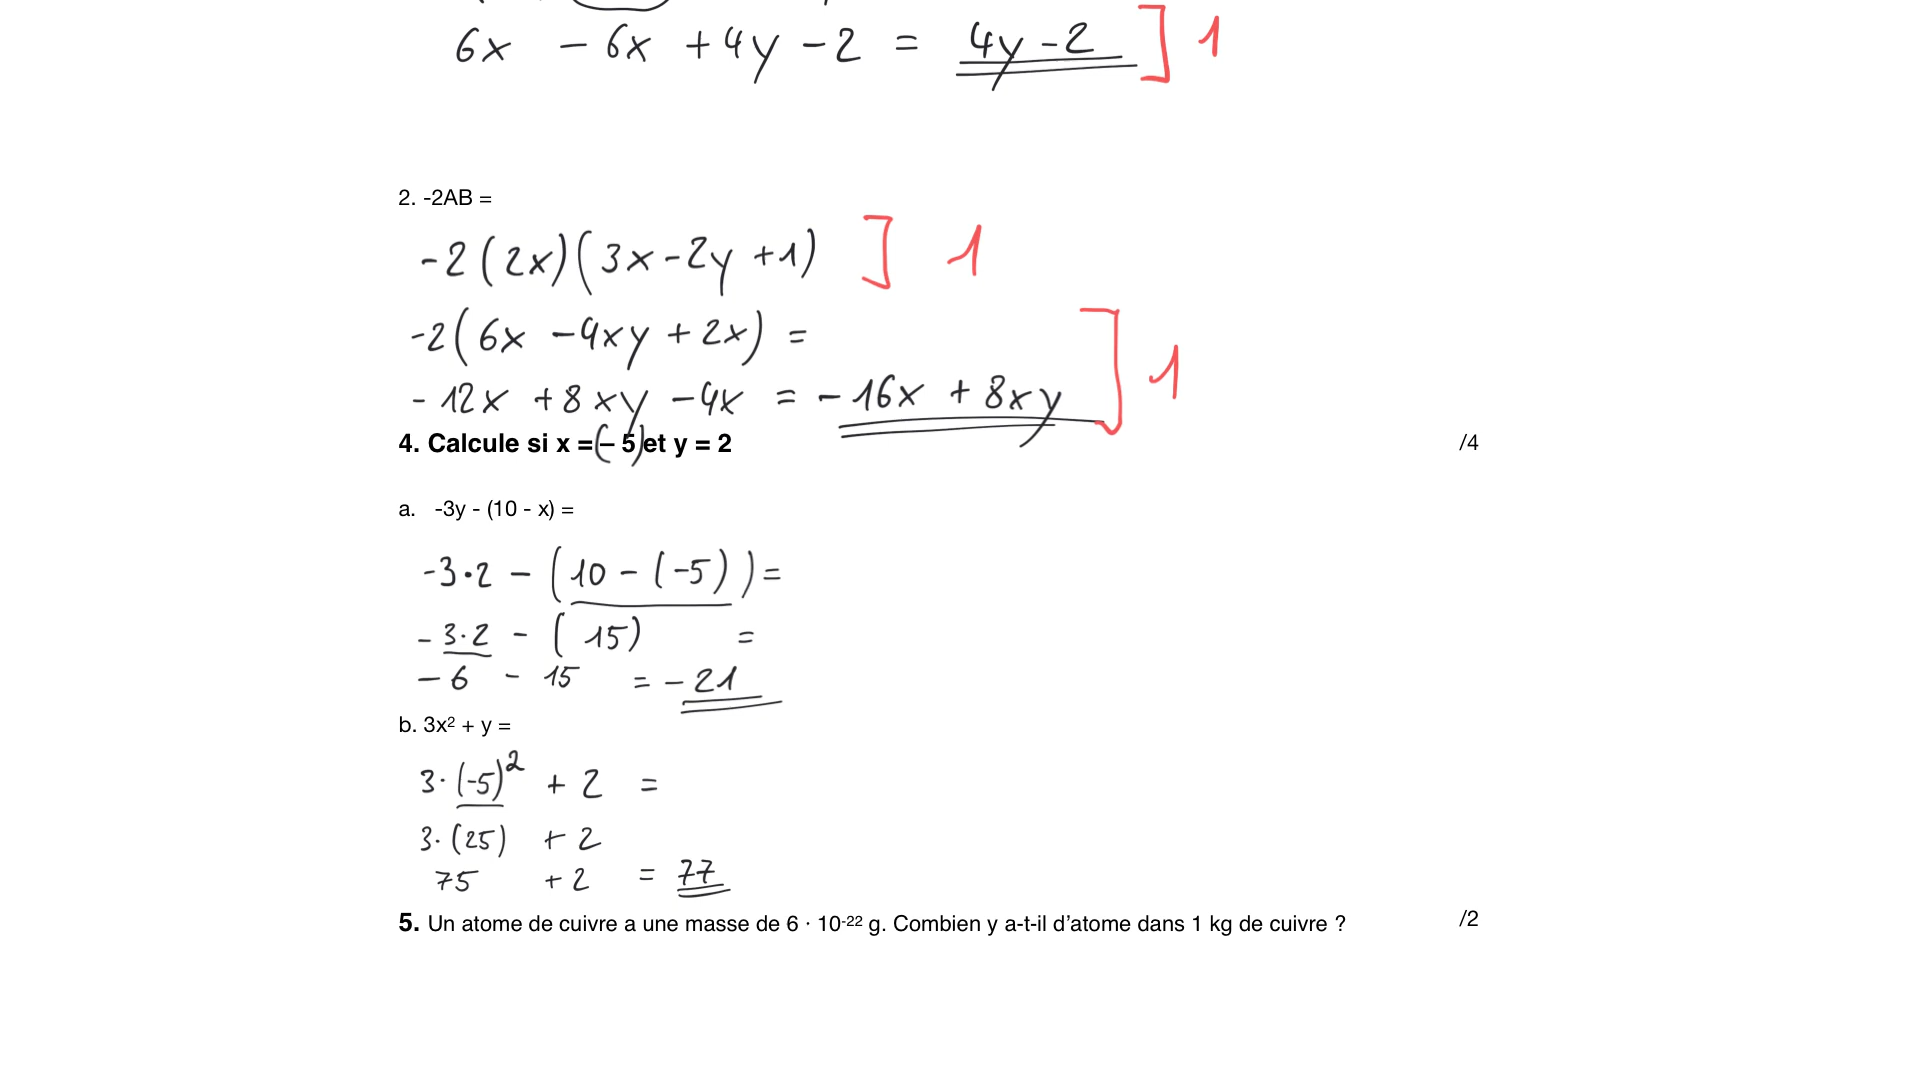 6x - 6x + 4y - 2 = 4y - 2 ] 1
2. -2AB =
-2(2x)(3x-2y+1) ] 1
-2(6x - 4xy + 2x) =
- 12x + 8xy - 4x = - 16x + 8xy ] 1
4. Calcule si x = (– 5) et y = 2 /4
a. -3y - (10 - x) =
-3·2 - (10 - (-5)) =
- 3·2 - (15) =
- 6 - 15 = - 21
b. 3x² + y =
3·(-5)² + 2 =
3·(25) + 2
75 + 2 = 77
5. Un atome de cuivre a une masse de 6 · 10⁻²² g. Combien y a-t-il d’atome dans 1 kg de cuivre ? /2